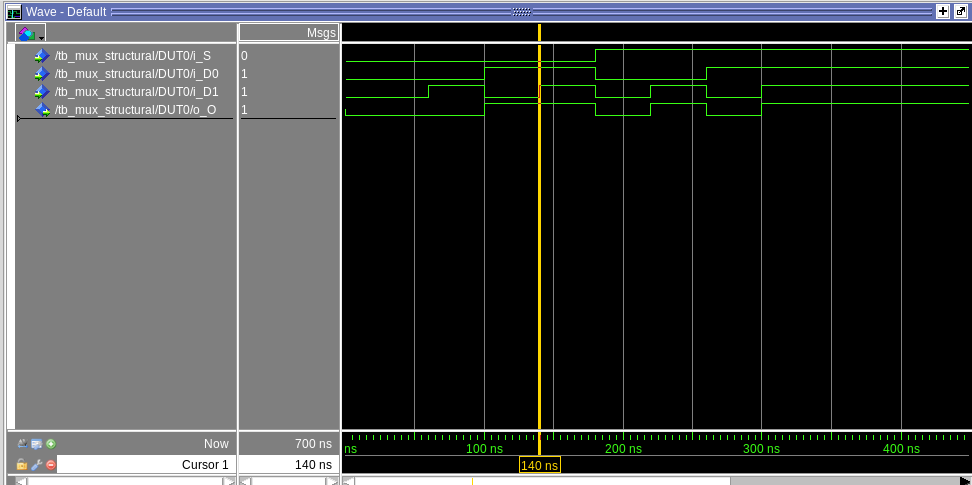 Wave - Default
Msgs
/tb_mux_structural/DUT0/i_S 0
/tb_mux_structural/DUT0/i_D0 1
/tb_mux_structural/DUT0/i_D1 1
/tb_mux_structural/DUT0/o_O 1
Now 700 ns
ns 100 ns 200 ns 300 ns 400 ns
Cursor 1 140 ns
140 ns